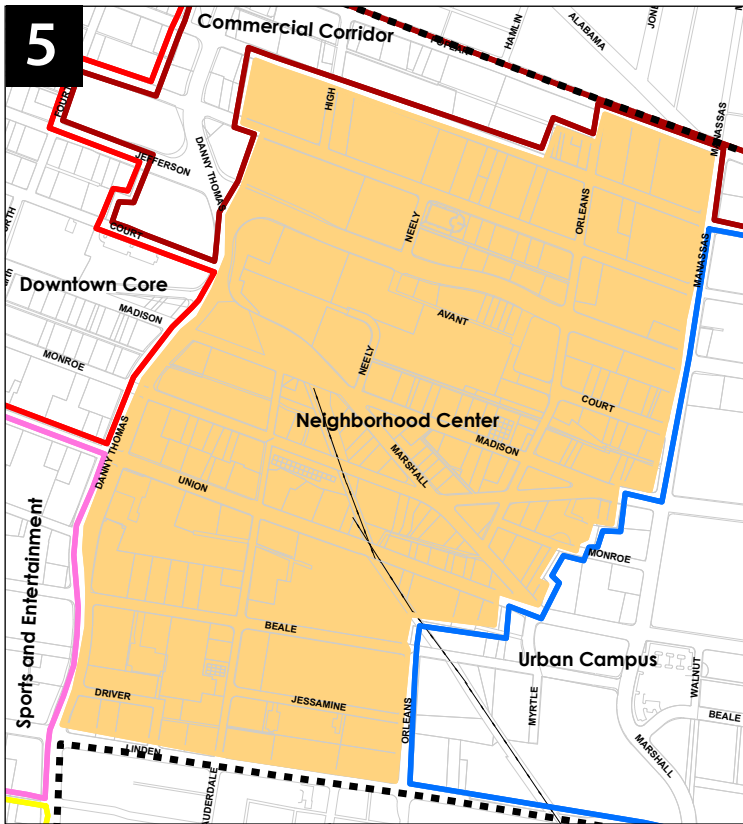 5
Commercial Corridor
POPLAR
HAMLIN
ALABAMA
MANASSAS
HIGH
JEFFERSON
DANNY THOMAS
COURT
ORLEANS
NEELY
MANASSAS
Downtown Core
MADISON
MONROE
AVANT
NEELY
COURT
Neighborhood Center
MADISON
MARSHALL
DANNY THOMAS
UNION
MONROE
Sports and Entertainment
BEALE
Urban Campus
WALNUT
MYRTLE
BEALE
DRIVER
JESSAMINE
ORLEANS
MARSHALL
LINDEN